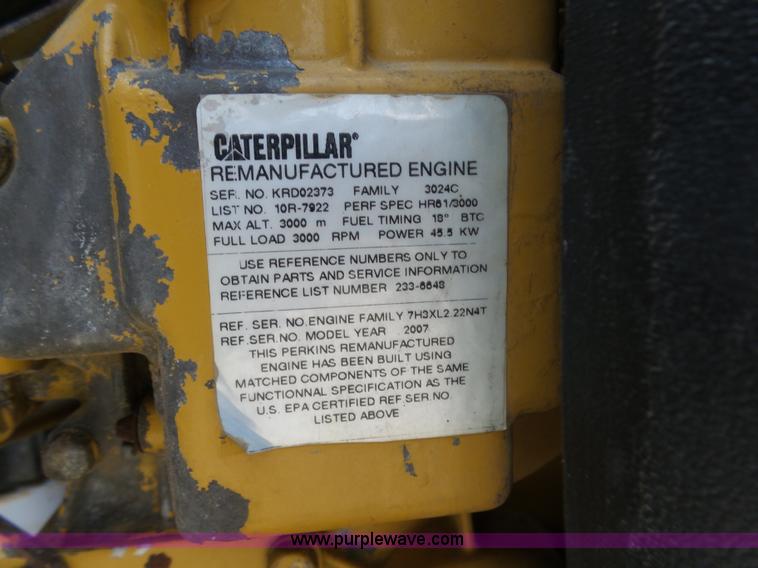 CATERPILLAR®
REMANUFACTURED ENGINE
SER. NO. KRD02373 FAMILY 3024C
LIST NO. 10R-7922 PERF SPEC HR61/3000
MAX ALT. 3000 m FUEL TIMING 18° BTC
FULL LOAD 3000 RPM POWER 45.5 KW
USE REFERENCE NUMBERS ONLY TO
OBTAIN PARTS AND SERVICE INFORMATION
REFERENCE LIST NUMBER 233-6648
REF. SER. NO.ENGINE FAMILY 7H3XL2.22N4T
REF.SER.NO. MODEL YEAR 2007
THIS PERKINS REMANUFACTURED
ENGINE HAS BEEN BUILT USING
MATCHED COMPONENTS OF THE SAME
FUNCTIONNAL SPECIFICATION AS THE
U.S. EPA CERTIFIED REF.SER.NO.
LISTED ABOVE
www.purplewave.com